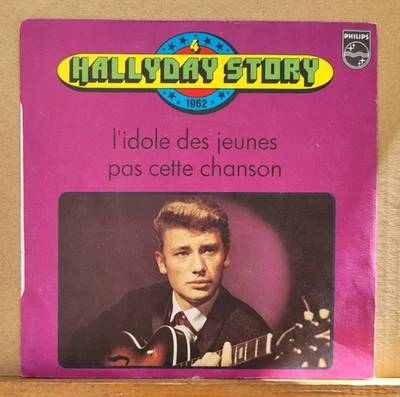 4
HALLYDAY STORY
1962
PHILIPS
l'idole des jeunes
pas cette chanson